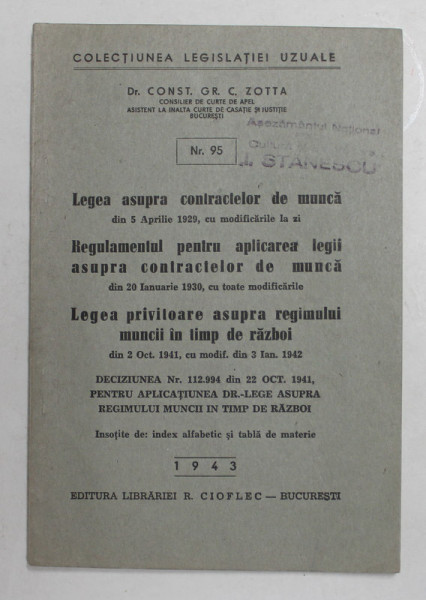 COLECȚIUNEA LEGISLAȚIEI UZUALE
Dr. CONST. GR. C. ZOTTA
CONSILIER DE CURTE DE APEL
ASISTENT LA INALTA CURTE DE CASAȚIE ȘI JUSTIȚIE
BUCUREȘTI
Așezământul Național
Nr. 95
Cultură
I. STANESCU
Legea asupra contractelor de muncă
din 5 Aprilie 1929, cu modificările la zi
Regulamentul pentru aplicarea legii
asupra contractelor de muncă
din 20 Ianuarie 1930, cu toate modificările
Legea privitoare asupra regimului
muncii în timp de război
din 2 Oct. 1941, cu modif. din 3 Ian. 1942
DECIZIUNEA Nr. 112.994 din 22 OCT. 1941,
PENTRU APLICAȚIUNEA DR.-LEGE ASUPRA
REGIMULUI MUNCII IN TIMP DE RĂZBOI
Insoțite de: index alfabetic și tablă de materie
1943
EDITURA LIBRĂRIEI R. CIOFLEC — BUCUREȘTI